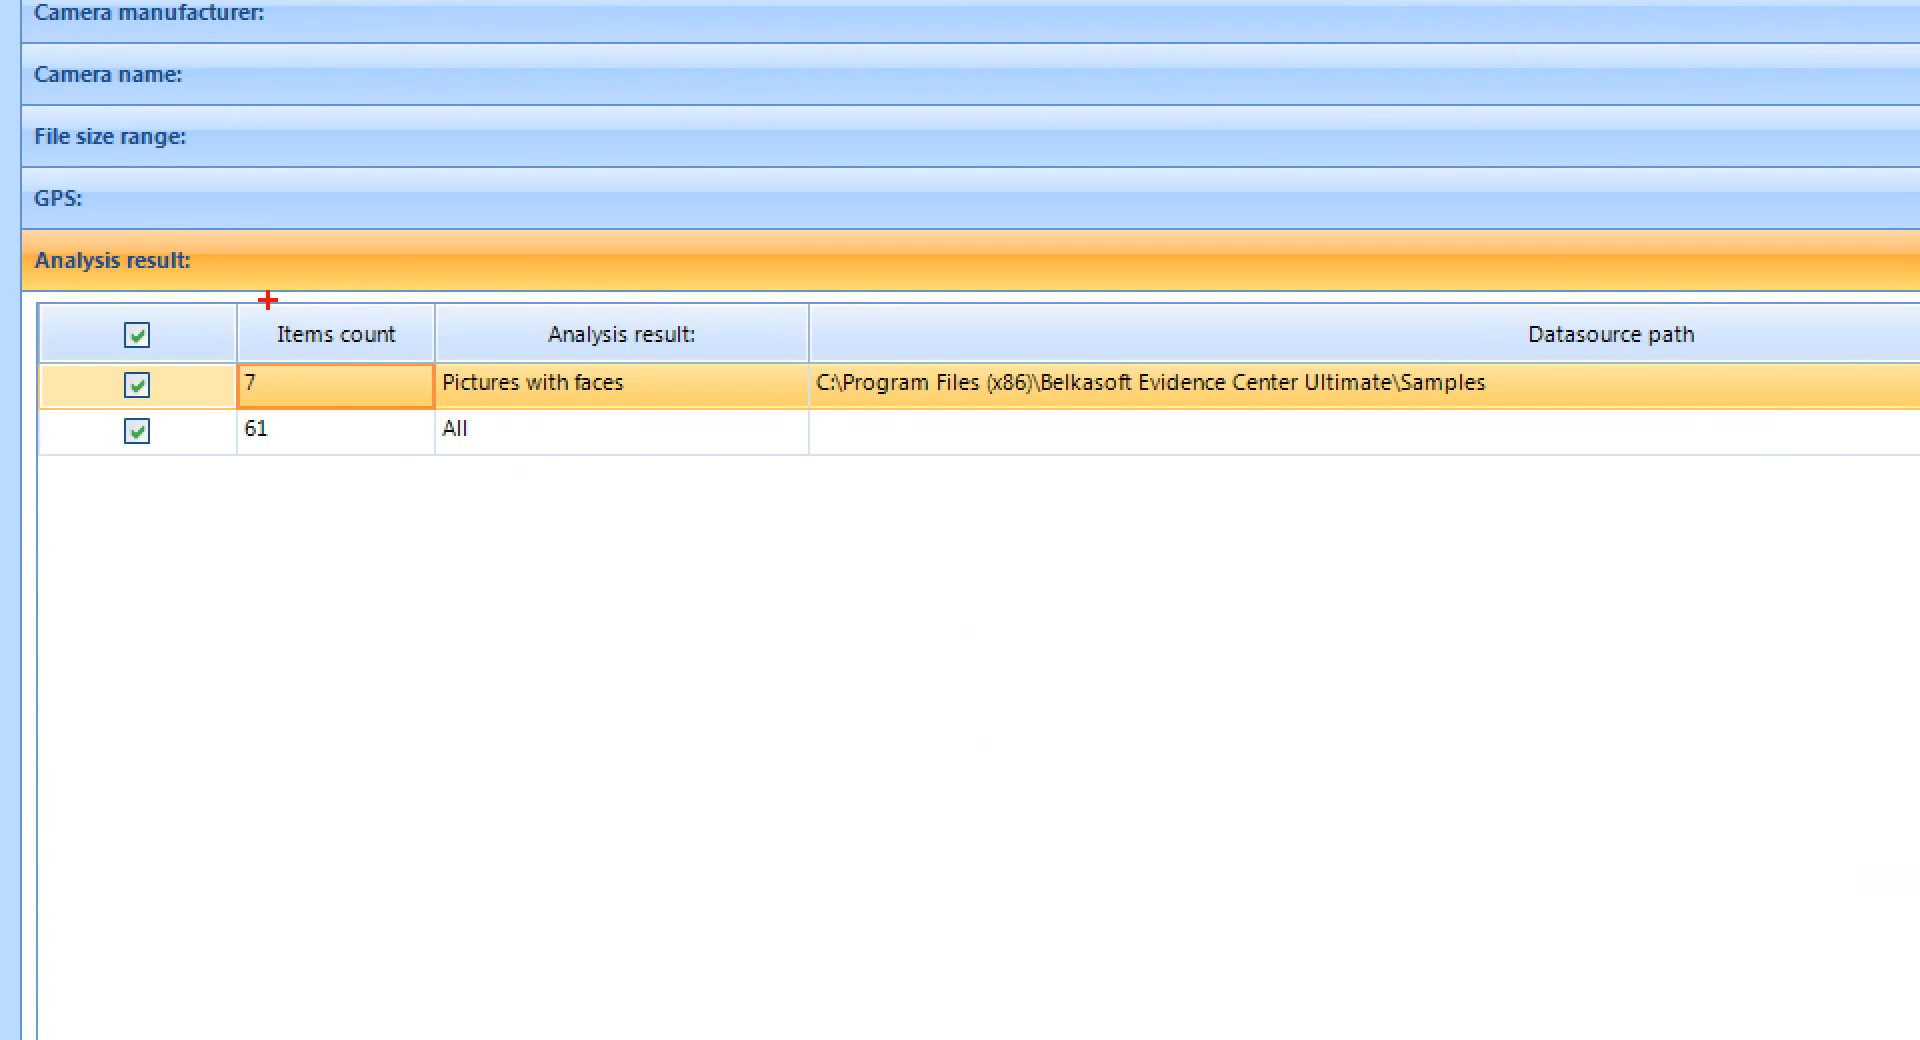 Camera manufacturer:
Camera name:
File size range:
GPS:
Analysis result:
Items count Analysis result: Datasource path
7 Pictures with faces C:\Program Files (x86)\Belkasoft Evidence Center Ultimate\Samples
61 All